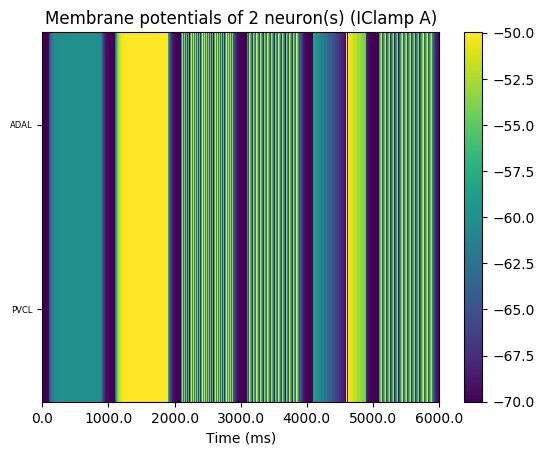 Membrane potentials of 2 neuron(s) (IClamp A)
ADAL
PVCL
0.0 1000.0 2000.0 3000.0 4000.0 5000.0 6000.0
Time (ms)
−50.0
−52.5
−55.0
−57.5
−60.0
−62.5
−65.0
−67.5
−70.0